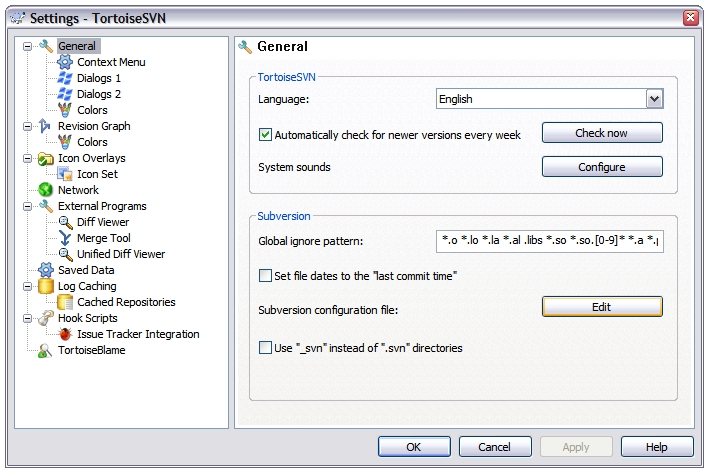 Settings - TortoiseSVN
General
Context Menu
Dialogs 1
Dialogs 2
Colors
Revision Graph
Colors
Icon Overlays
Icon Set
Network
External Programs
Diff Viewer
Merge Tool
Unified Diff Viewer
Saved Data
Log Caching
Cached Repositories
Hook Scripts
Issue Tracker Integration
TortoiseBlame
General
TortoiseSVN
Language:
English
Automatically check for newer versions every week
Check now
System sounds
Configure
Subversion
Global ignore pattern:
*.o *.lo *.la *.al .libs *.so *.so.[0-9]* *.a
Set file dates to the "last commit time"
Subversion configuration file:
Edit
Use "_svn" instead of ".svn" directories
OK
Cancel
Apply
Help